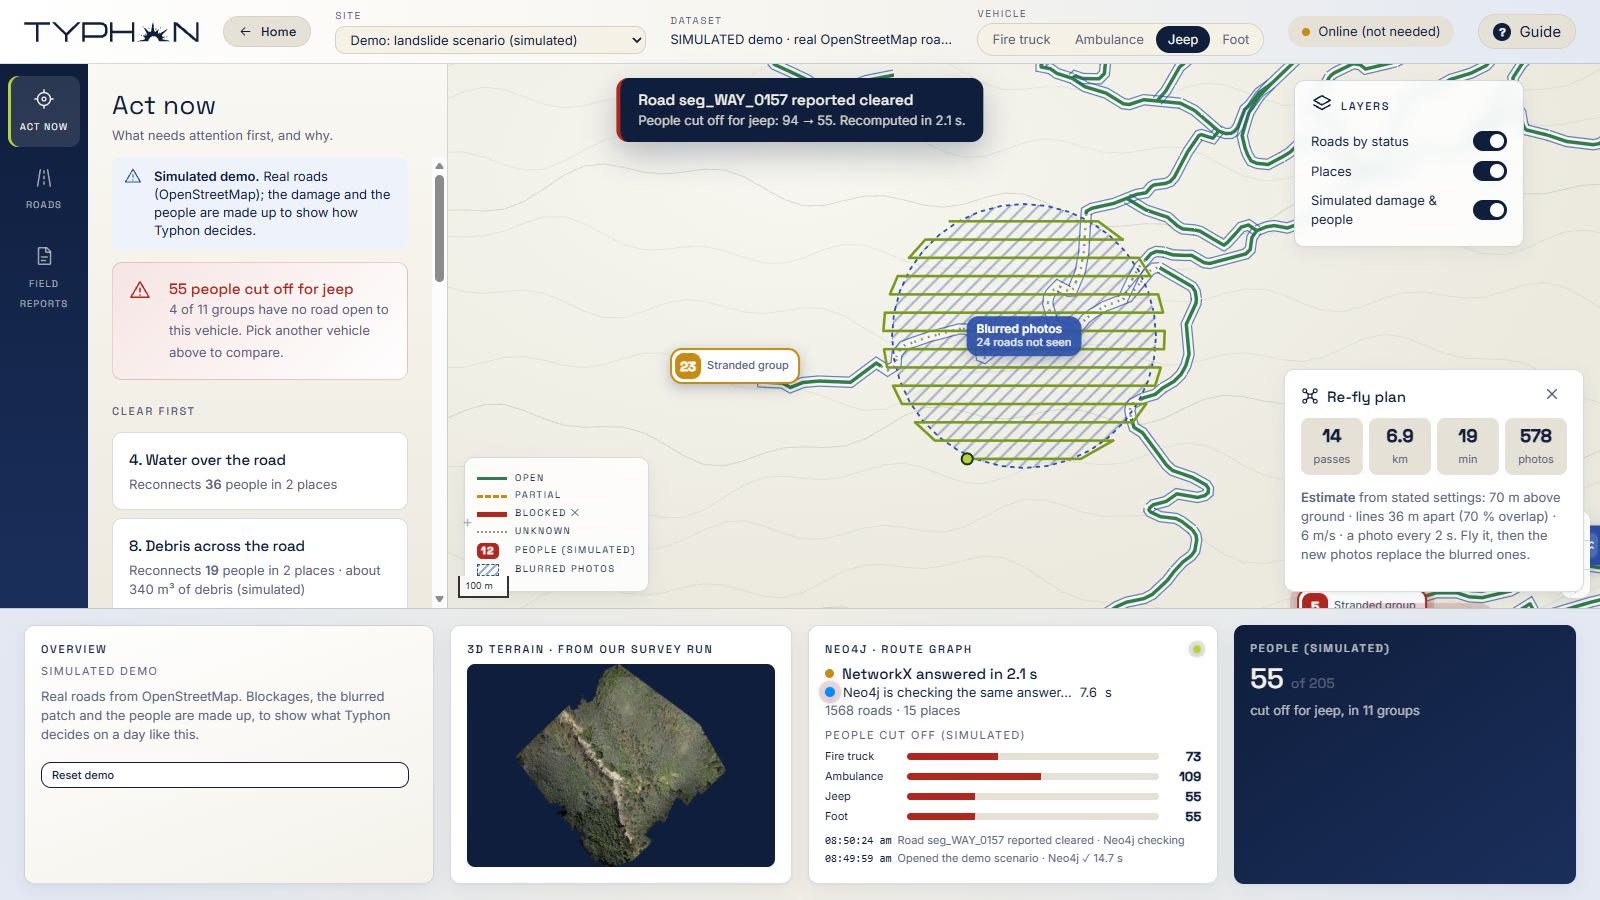 TYPHON
← Home
SITE
Demo: landslide scenario (simulated)
DATASET
SIMULATED demo · real OpenStreetMap roa...
VEHICLE
Fire truck
Ambulance
Jeep
Foot
Online (not needed)
? Guide
ACT NOW
ROADS
FIELD
REPORTS
Act now
What needs attention first, and why.
Simulated demo. Real roads
(OpenStreetMap); the damage and the
people are made up to show how
Typhon decides.
55 people cut off for jeep
4 of 11 groups have no road open to
this vehicle. Pick another vehicle
above to compare.
CLEAR FIRST
4. Water over the road
Reconnects 36 people in 2 places
8. Debris across the road
Reconnects 19 people in 2 places · about
340 m³ of debris (simulated)
Road seg_WAY_0157 reported cleared
People cut off for jeep: 94 → 55. Recomputed in 2.1 s.
LAYERS
Roads by status
Places
Simulated damage &
people
Blurred photos
24 roads not seen
23 Stranded group
OPEN
PARTIAL
BLOCKED ×
UNKNOWN
12 PEOPLE (SIMULATED)
BLURRED PHOTOS
100 m
Re-fly plan
14
passes
6.9
km
19
min
578
photos
Estimate from stated settings: 70 m above
ground · lines 36 m apart (70 % overlap) ·
6 m/s · a photo every 2 s. Fly it, then the
new photos replace the blurred ones.
5 Stranded group
OVERVIEW
SIMULATED DEMO
Real roads from OpenStreetMap. Blockages, the blurred
patch and the people are made up, to show what Typhon
decides on a day like this.
Reset demo
3D TERRAIN · FROM OUR SURVEY RUN
NEO4J · ROUTE GRAPH
NetworkX answered in 2.1 s
Neo4j is checking the same answer... 7.6 s
1568 roads · 15 places
PEOPLE CUT OFF (SIMULATED)
Fire truck 73
Ambulance 109
Jeep 55
Foot 55
08:50:24 am Road seg_WAY_0157 reported cleared · Neo4j checking
08:49:59 am Opened the demo scenario · Neo4j ✓ 14.7 s
PEOPLE (SIMULATED)
55 of 205
cut off for jeep, in 11 groups